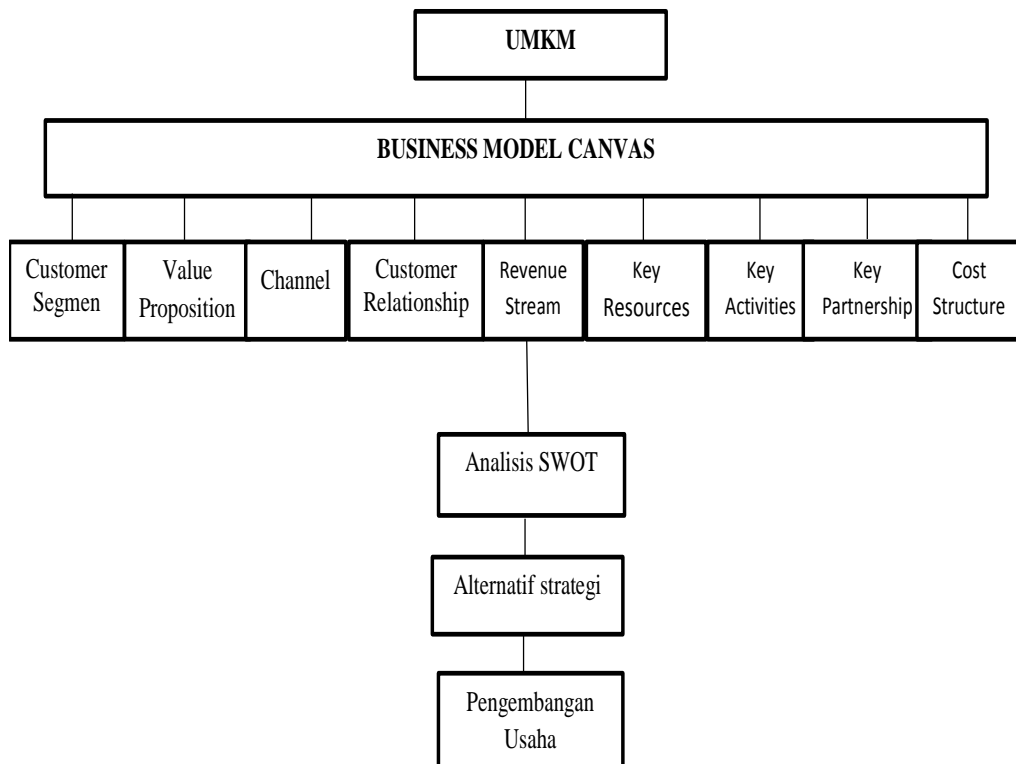 UMKM
BUSINESS MODEL CANVAS
Customer
Segmen
Value
Proposition
Channel
Customer
Relationship
Revenue
Stream
Key
Resources
Key
Activities
Key
Partnership
Cost
Structure
Analisis SWOT
Alternatif strategi
Pengembangan
Usaha